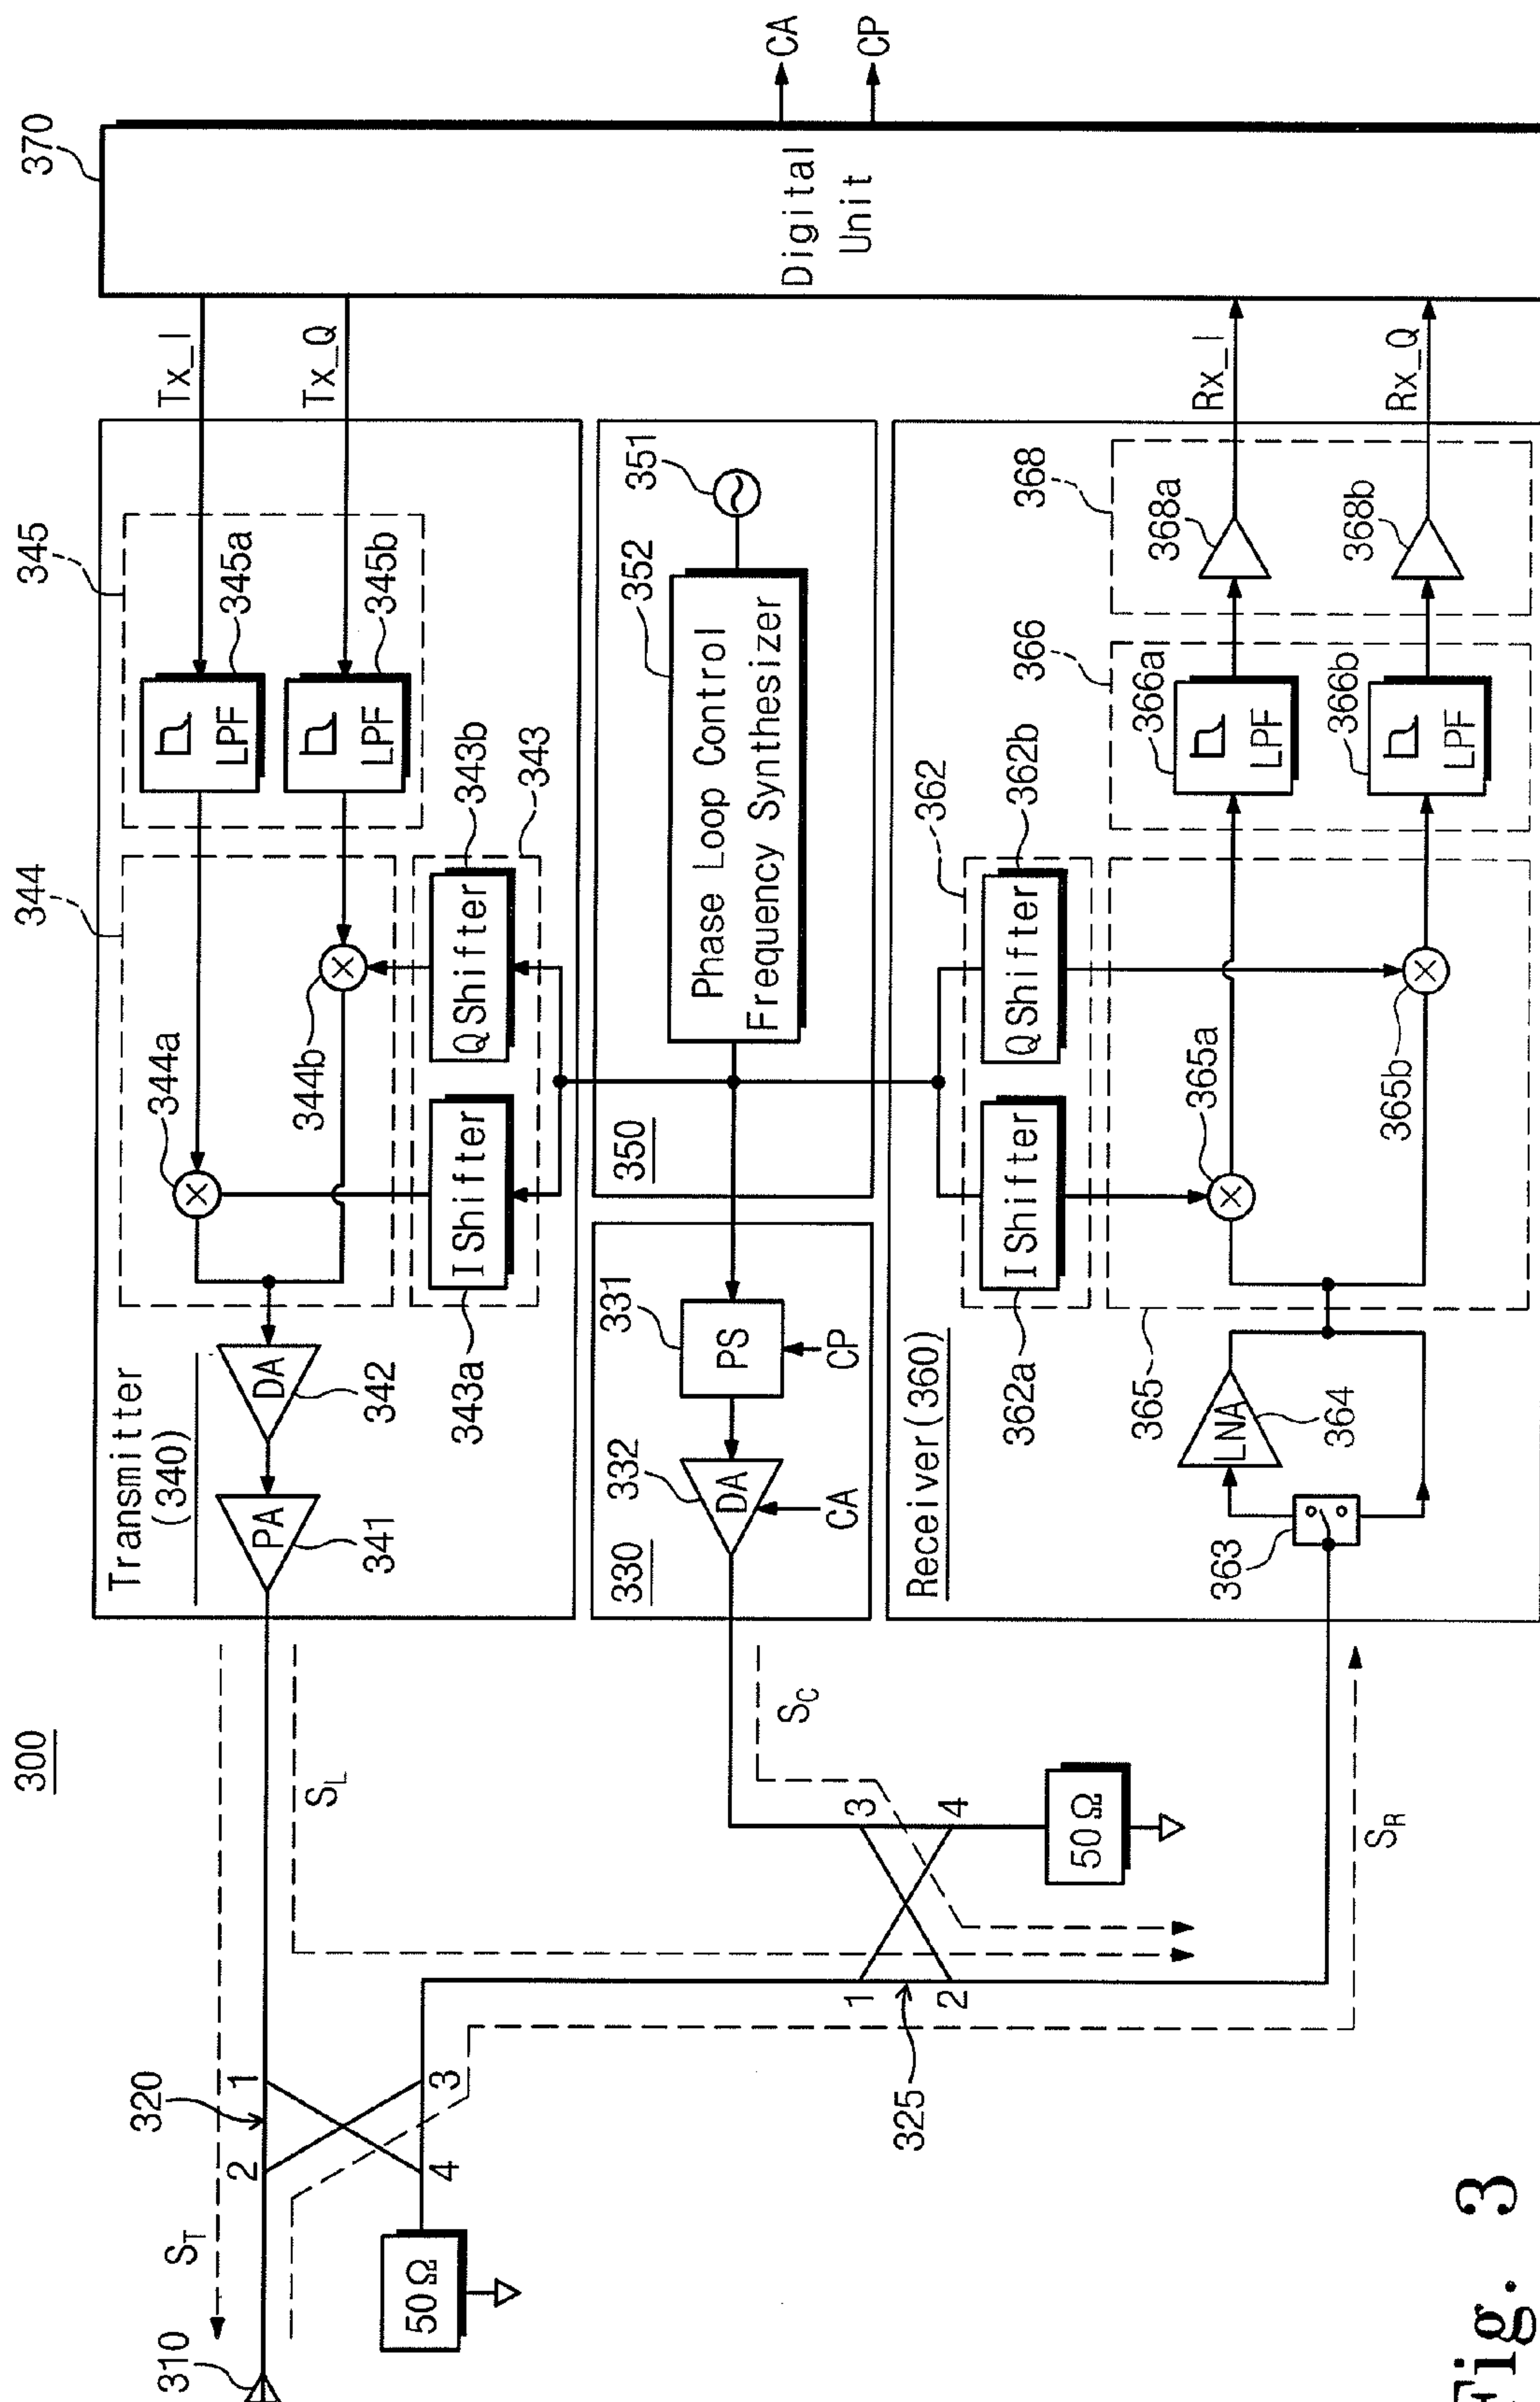 300
Transmitter
(340)
PA
341
DA
342
344
344a
344b
345
LPF
345a
LPF
345b
Tx_I
Tx_Q
370
Digital
Unit
CA
CP
343a
I Shifter
Q Shifter
343b
343
S_T
S_L
310
320
1
2
3
4
50Ω
330
332
DA
CA
331
PS
CP
350
352
Phase Loop Control
Frequency Synthesizer
351
S_C
325
1
2
3
4
50Ω
S_R
Receiver(360)
362a
I Shifter
Q Shifter
362b
362
363
LNA
364
365
365a
365b
366
366a
LPF
366b
LPF
368
368a
368b
Rx_I
Rx_Q
Fig. 3